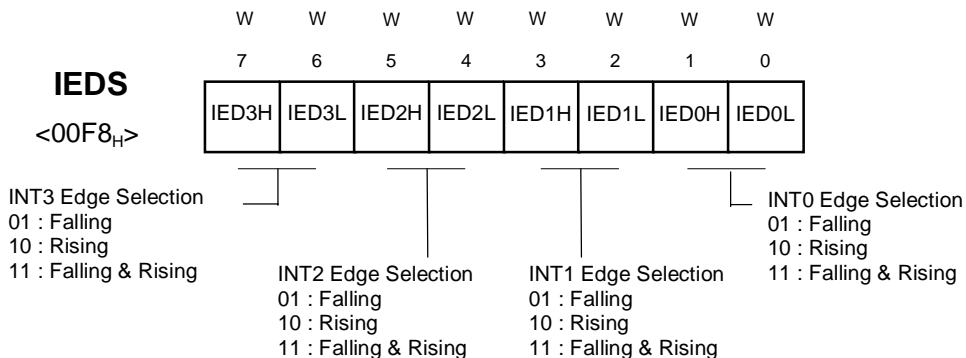 W W W W W W W W
7 6 5 4 3 2 1 0
IEDS
<00F8H>
IED3H IED3L IED2H IED2L IED1H IED1L IED0H IED0L
INT3 Edge Selection
01 : Falling
10 : Rising
11 : Falling & Rising
INT2 Edge Selection
01 : Falling
10 : Rising
11 : Falling & Rising
INT1 Edge Selection
01 : Falling
10 : Rising
11 : Falling & Rising
INT0 Edge Selection
01 : Falling
10 : Rising
11 : Falling & Rising